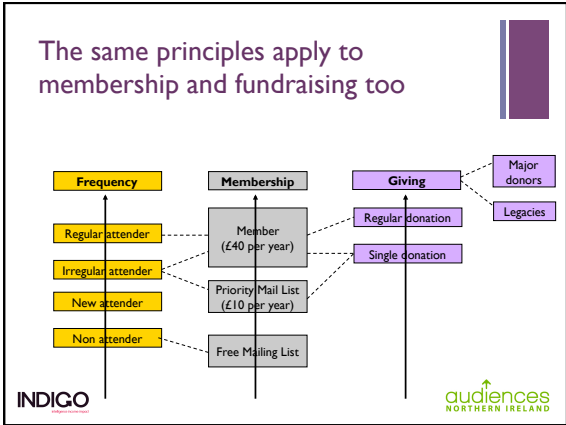 The same principles apply to
membership and fundraising too
Frequency
Regular attender
Irregular attender
New attender
Non attender
Membership
Member
(£40 per year)
Priority Mail List
(£10 per year)
Free Mailing List
Giving
Regular donation
Single donation
Major
donors
Legacies
INDIGO
audiences
NORTHERN IRELAND